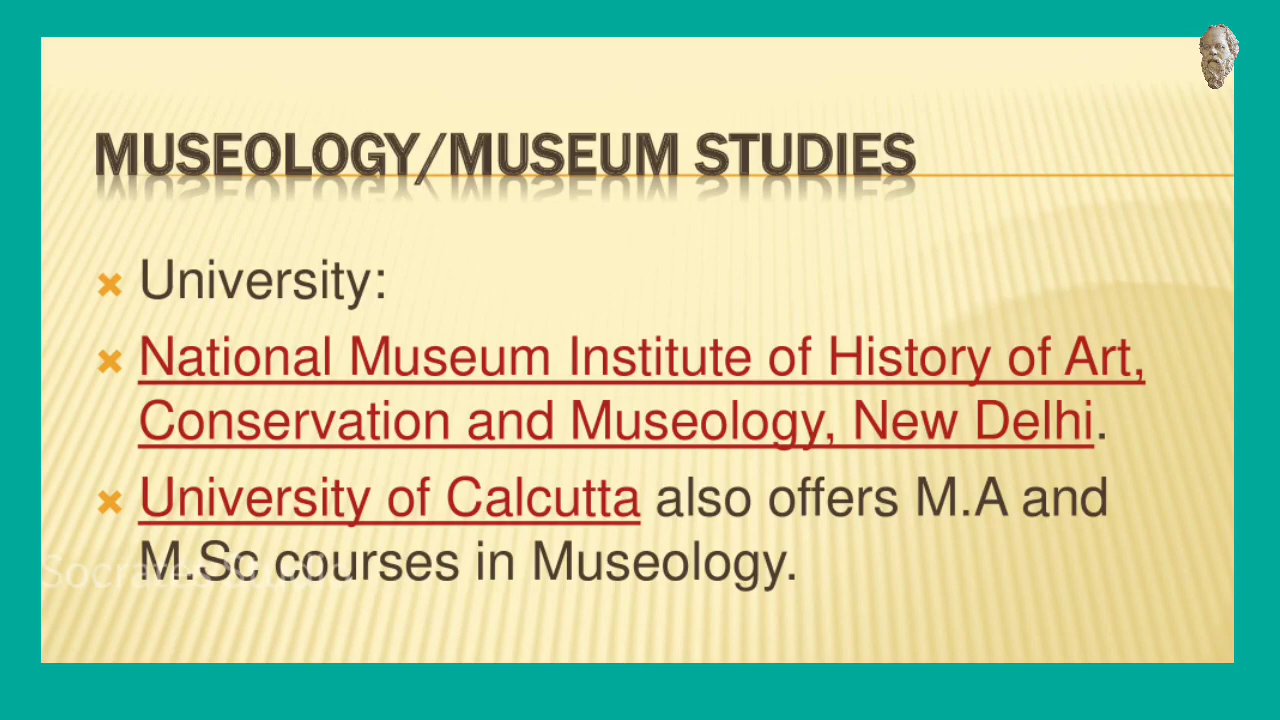 MUSEOLOGY/MUSEUM STUDIES
University:
National Museum Institute of History of Art,
Conservation and Museology, New Delhi.
University of Calcutta also offers M.A and
M.Sc courses in Museology.
Socrates